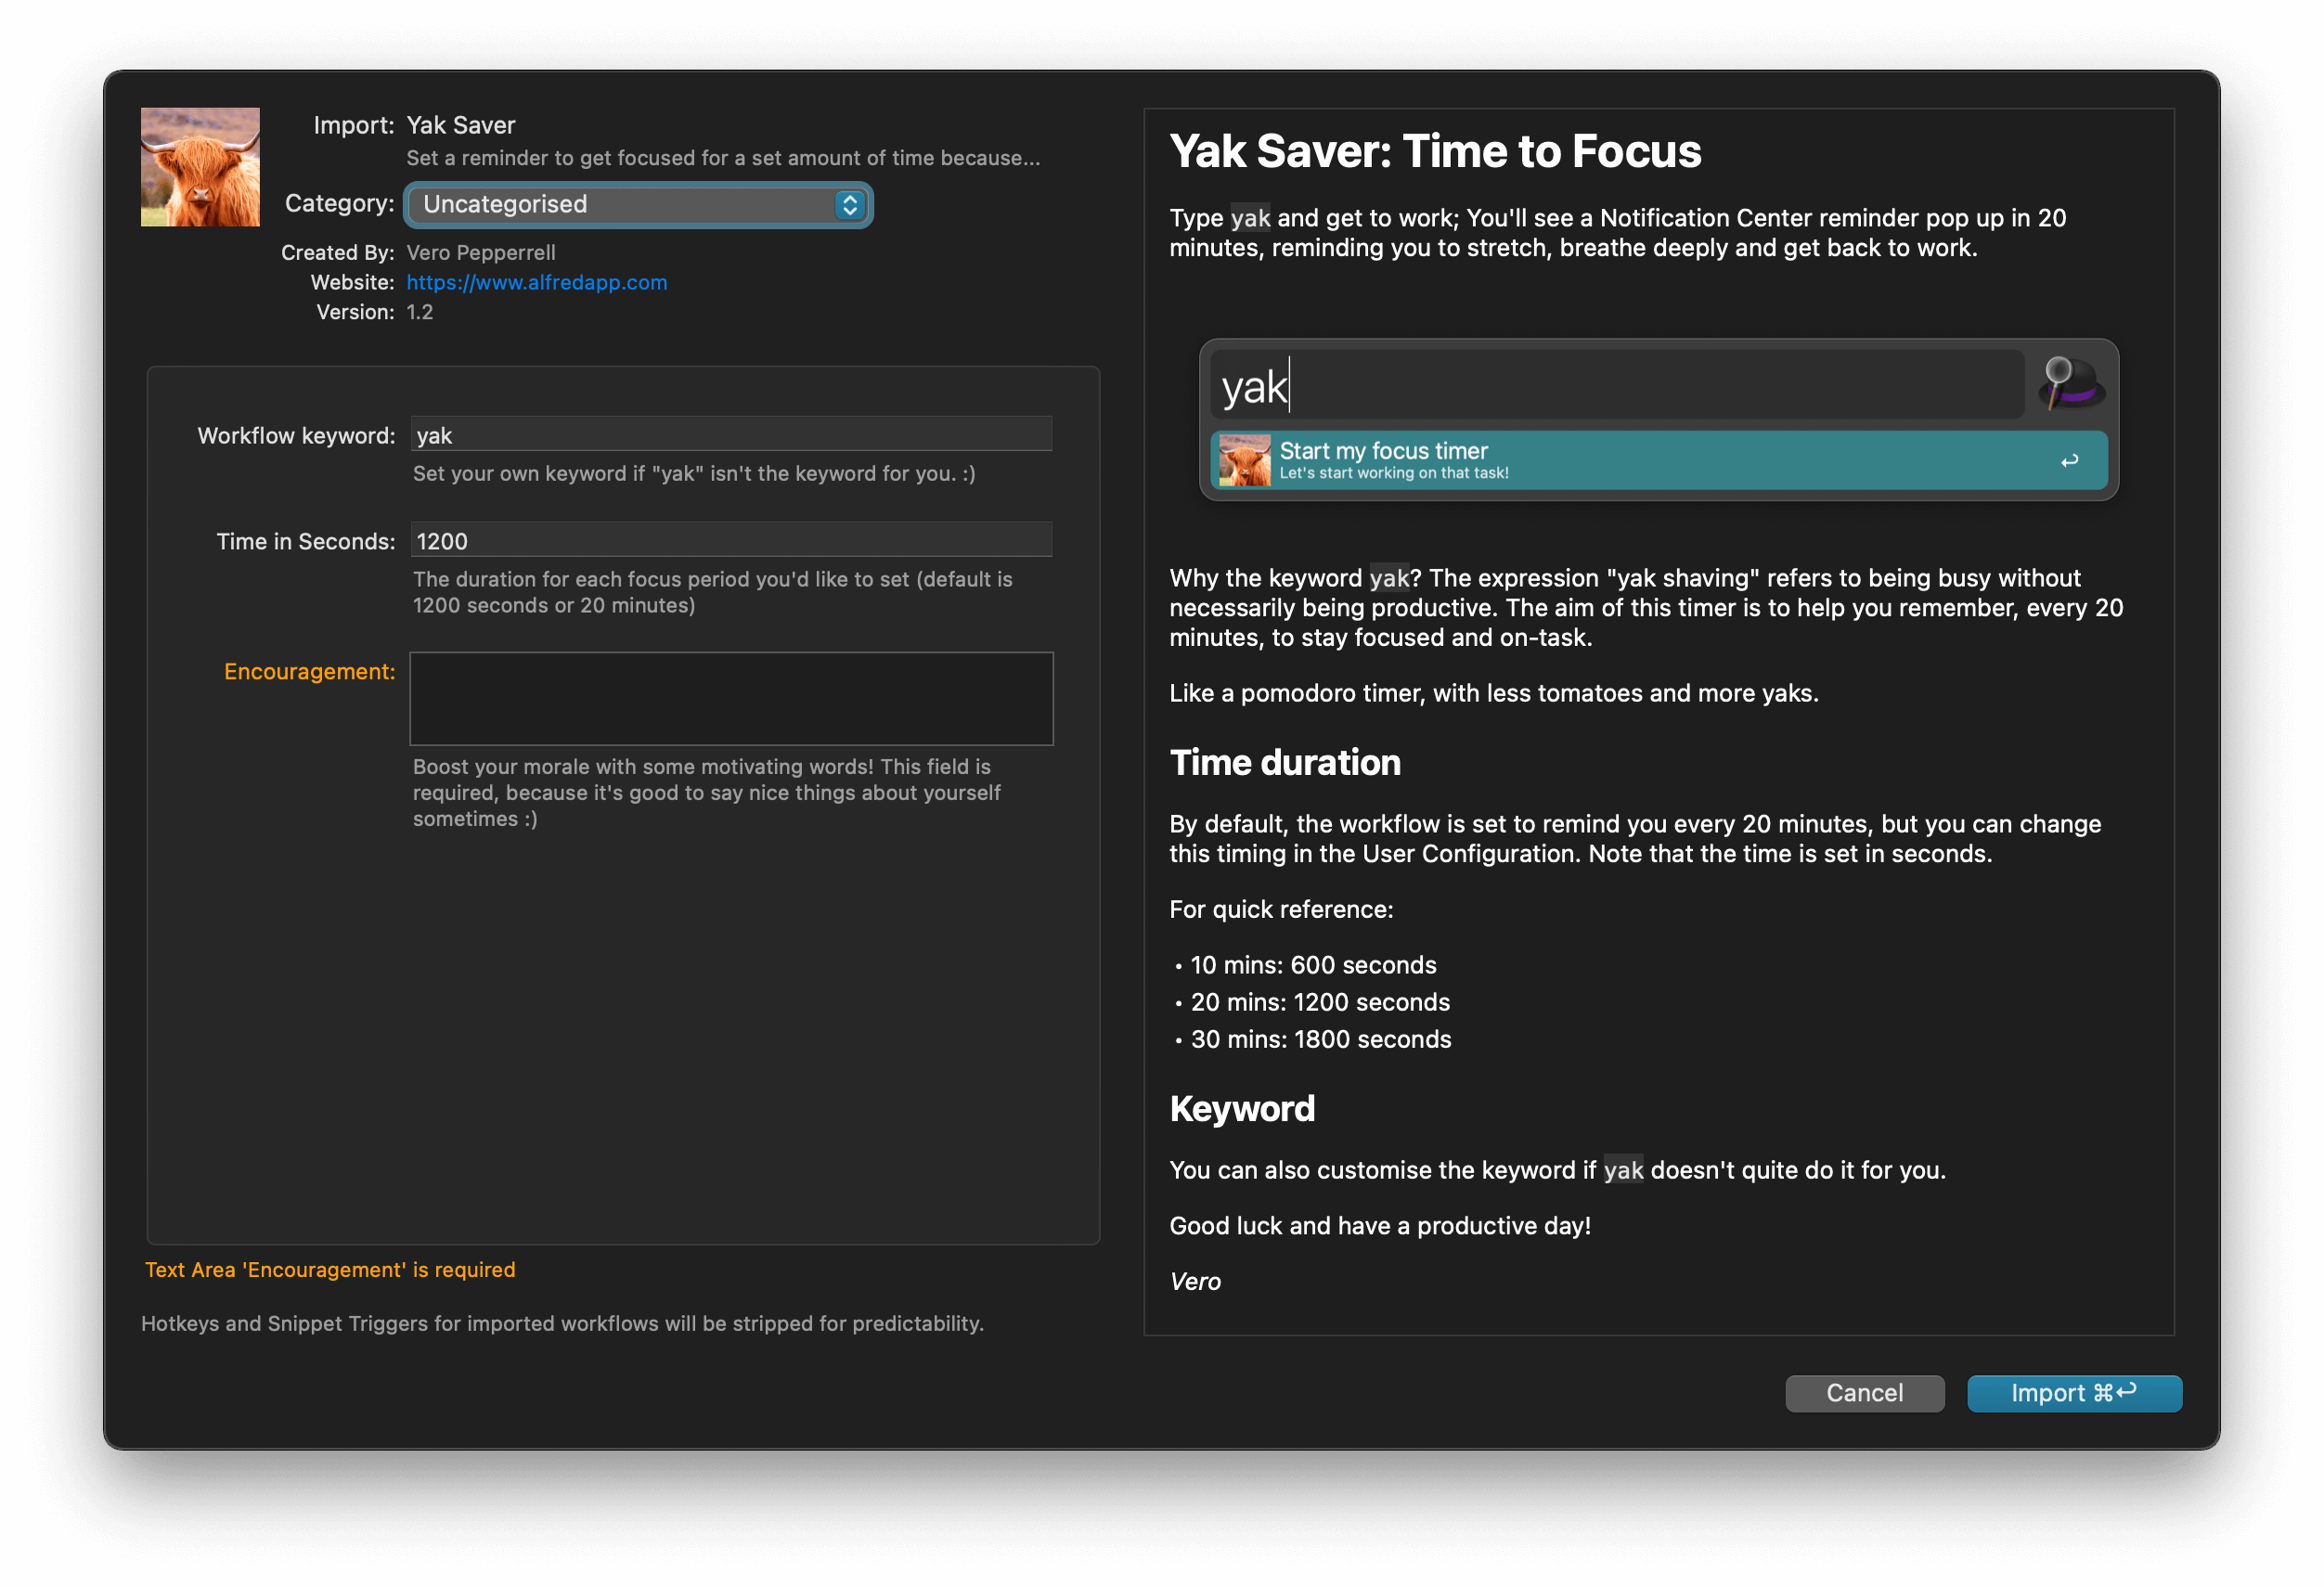 Import: Yak Saver
Set a reminder to get focused for a set amount of time because...
Category: Uncategorised
Created By: Vero Pepperrell
Website: https://www.alfredapp.com
Version: 1.2
Workflow keyword: yak
Set your own keyword if "yak" isn't the keyword for you. :)
Time in Seconds: 1200
The duration for each focus period you'd like to set (default is
1200 seconds or 20 minutes)
Encouragement:
Boost your morale with some motivating words! This field is
required, because it's good to say nice things about yourself
sometimes :)
Text Area 'Encouragement' is required
Hotkeys and Snippet Triggers for imported workflows will be stripped for predictability.
Yak Saver: Time to Focus
Type yak and get to work; You'll see a Notification Center reminder pop up in 20
minutes, reminding you to stretch, breathe deeply and get back to work.
yak
Start my focus timer
Let's start working on that task!
Why the keyword yak? The expression "yak shaving" refers to being busy without
necessarily being productive. The aim of this timer is to help you remember, every 20
minutes, to stay focused and on-task.
Like a pomodoro timer, with less tomatoes and more yaks.
Time duration
By default, the workflow is set to remind you every 20 minutes, but you can change
this timing in the User Configuration. Note that the time is set in seconds.
For quick reference:
• 10 mins: 600 seconds
• 20 mins: 1200 seconds
• 30 mins: 1800 seconds
Keyword
You can also customise the keyword if yak doesn't quite do it for you.
Good luck and have a productive day!
Vero
Cancel
Import ⌘↩